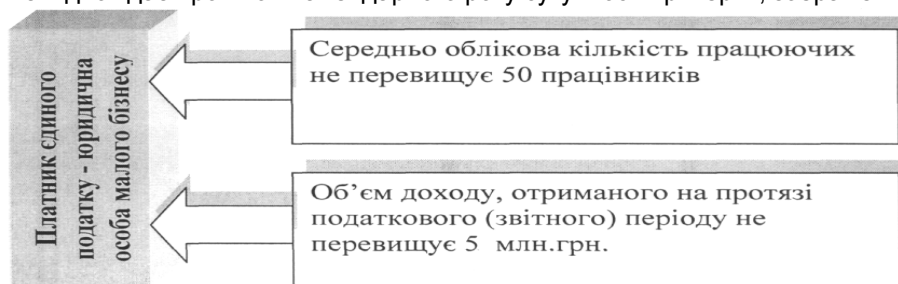 Платник єдиного
податку - юридична
особа малого бізнесу
Середньо облікова кількість працюючих
не перевищує 50 працівників
Об’єм доходу, отриманого на протязі
податкового (звітного) періоду не
перевищує 5 млн.грн.